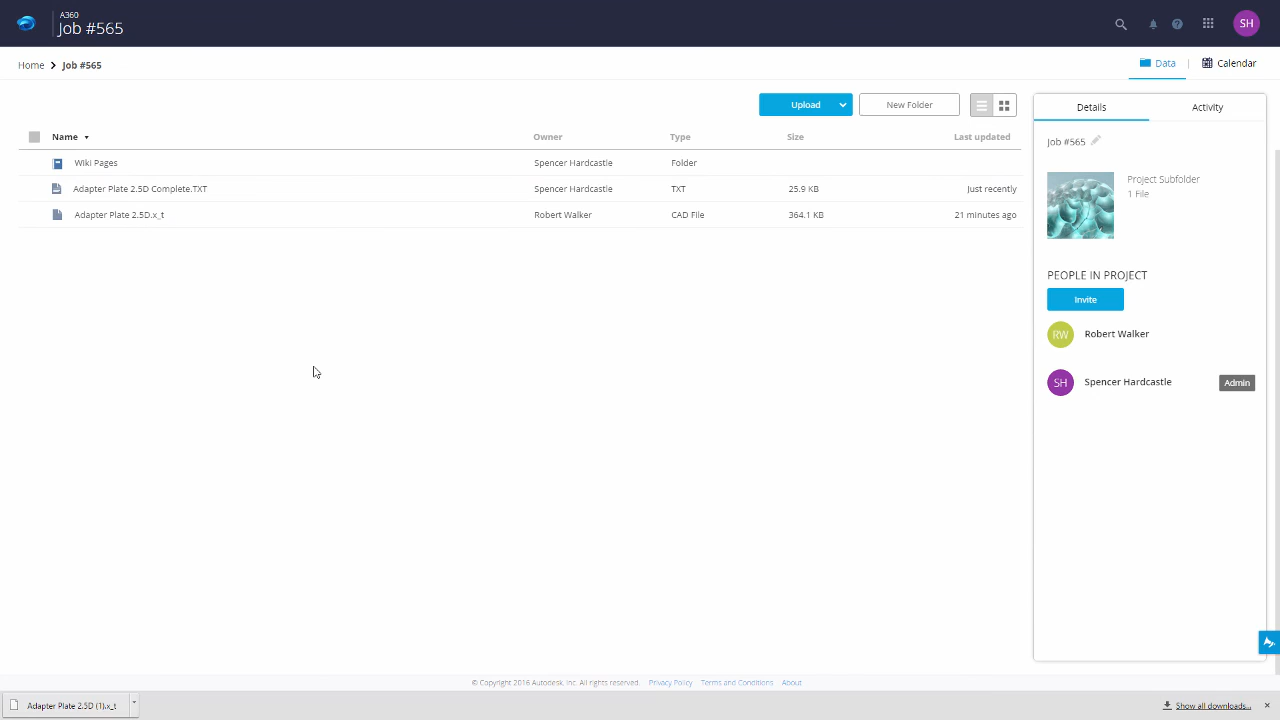 A360
Job #565
SH
Home > Job #565
Data | Calendar
Upload
New Folder
Details
Activity
Name
Owner
Type
Size
Last updated
Wiki Pages
Spencer Hardcastle
Folder
Adapter Plate 2.5D Complete.TXT
Spencer Hardcastle
TXT
25.9 KB
Just recently
Adapter Plate 2.5D.x_t
Robert Walker
CAD File
364.1 KB
21 minutes ago
Job #565
Project Subfolder
1 File
PEOPLE IN PROJECT
Invite
RW
Robert Walker
SH
Spencer Hardcastle
Admin
© Copyright 2016 Autodesk, Inc. All rights reserved.
Privacy Policy
Terms and Conditions
About
Adapter Plate 2.5D (1).x_t
Show all downloads...